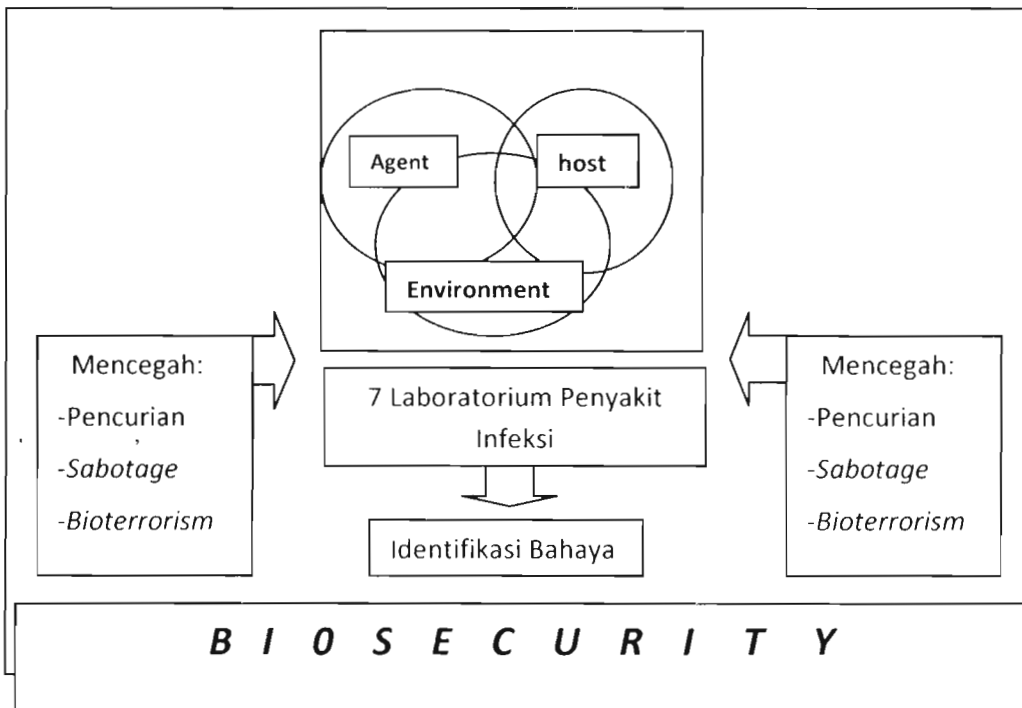 Agent
host
Environment
Mencegah:
-Pencurian
-Sabotage
-Bioterrorism
7 Laboratorium Penyakit
Infeksi
Identifikasi Bahaya
Mencegah:
-Pencurian
-Sabotage
-Bioterrorism
B I O S E C U R I T Y